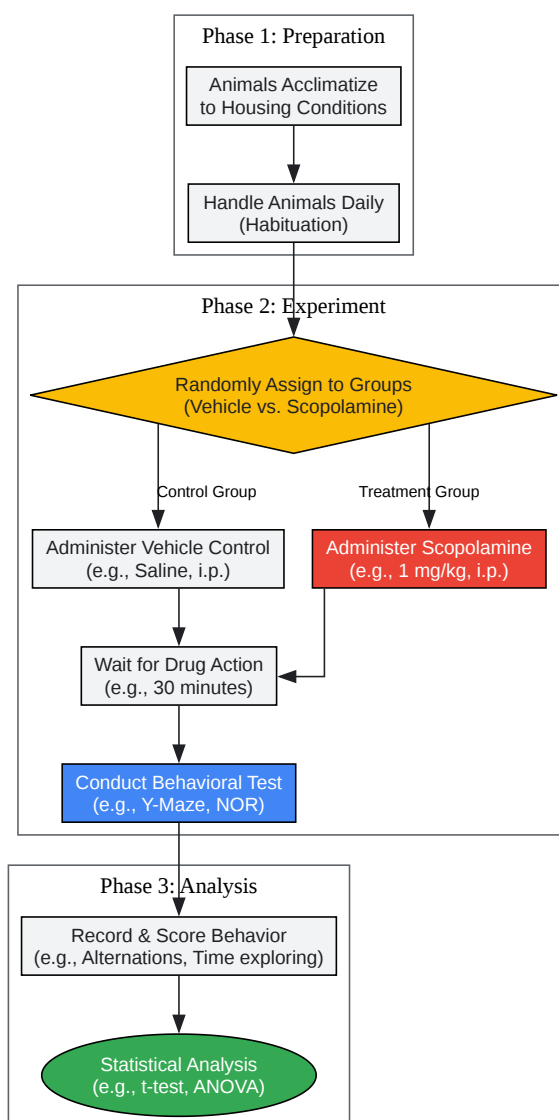 Phase 1: Preparation
Animals Acclimatize
to Housing Conditions
Handle Animals Daily
(Habituation)
Phase 2: Experiment
Randomly Assign to Groups
(Vehicle vs. Scopolamine)
Control Group
Treatment Group
Administer Vehicle Control
(e.g., Saline, i.p.)
Administer Scopolamine
(e.g., 1 mg/kg, i.p.)
Wait for Drug Action
(e.g., 30 minutes)
Conduct Behavioral Test
(e.g., Y-Maze, NOR)
Phase 3: Analysis
Record & Score Behavior
(e.g., Alternations, Time exploring)
Statistical Analysis
(e.g., t-test, ANOVA)